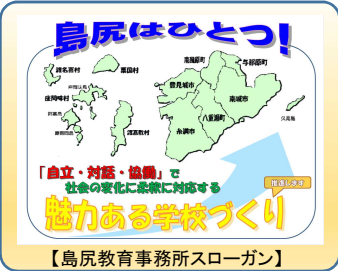 島尻はひとつ!
南風原町
与那原町
粟国村
渡名喜村
豊見城市
座間味村
南城市
八重瀬町
久高島
渡嘉敷村
糸満市
「自立・対話・協働」で
社会の変化に柔軟に対応する
推進します
魅力ある学校づくり
【島尻教育事務所スローガン】